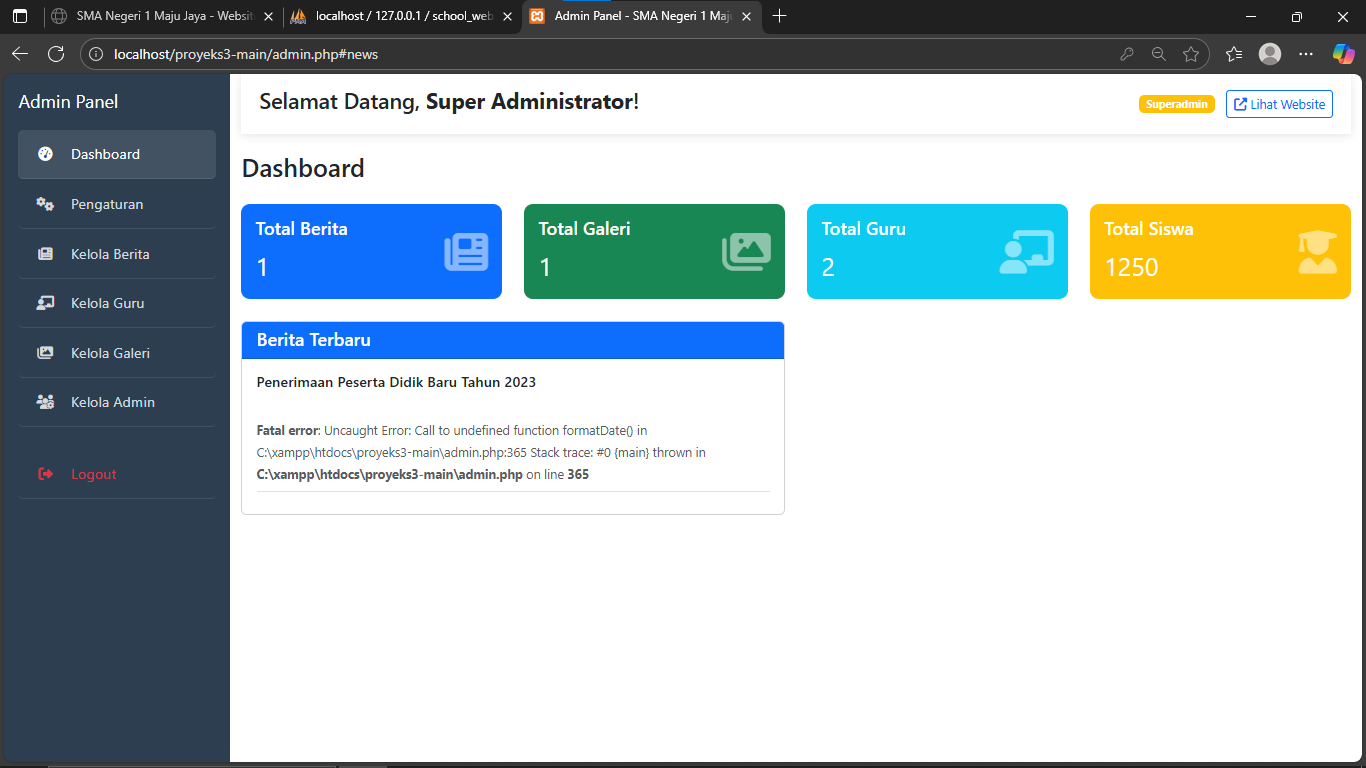 SMA Negeri 1 Maju Jaya - Websit
localhost / 127.0.0.1 / school_web
Admin Panel - SMA Negeri 1 Maju
localhost/proyeks3-main/admin.php#news
Admin Panel
Selamat Datang, Super Administrator!
Superadmin
Lihat Website
Dashboard
Pengaturan
Kelola Berita
Kelola Guru
Kelola Galeri
Kelola Admin
Logout
Dashboard
Total Berita
1
Total Galeri
1
Total Guru
2
Total Siswa
1250
Berita Terbaru
Penerimaan Peserta Didik Baru Tahun 2023
Fatal error: Uncaught Error: Call to undefined function formatDate() in
C:\xampp\htdocs\proyeks3-main\admin.php:365 Stack trace: #0 {main} thrown in
C:\xampp\htdocs\proyeks3-main\admin.php on line 365